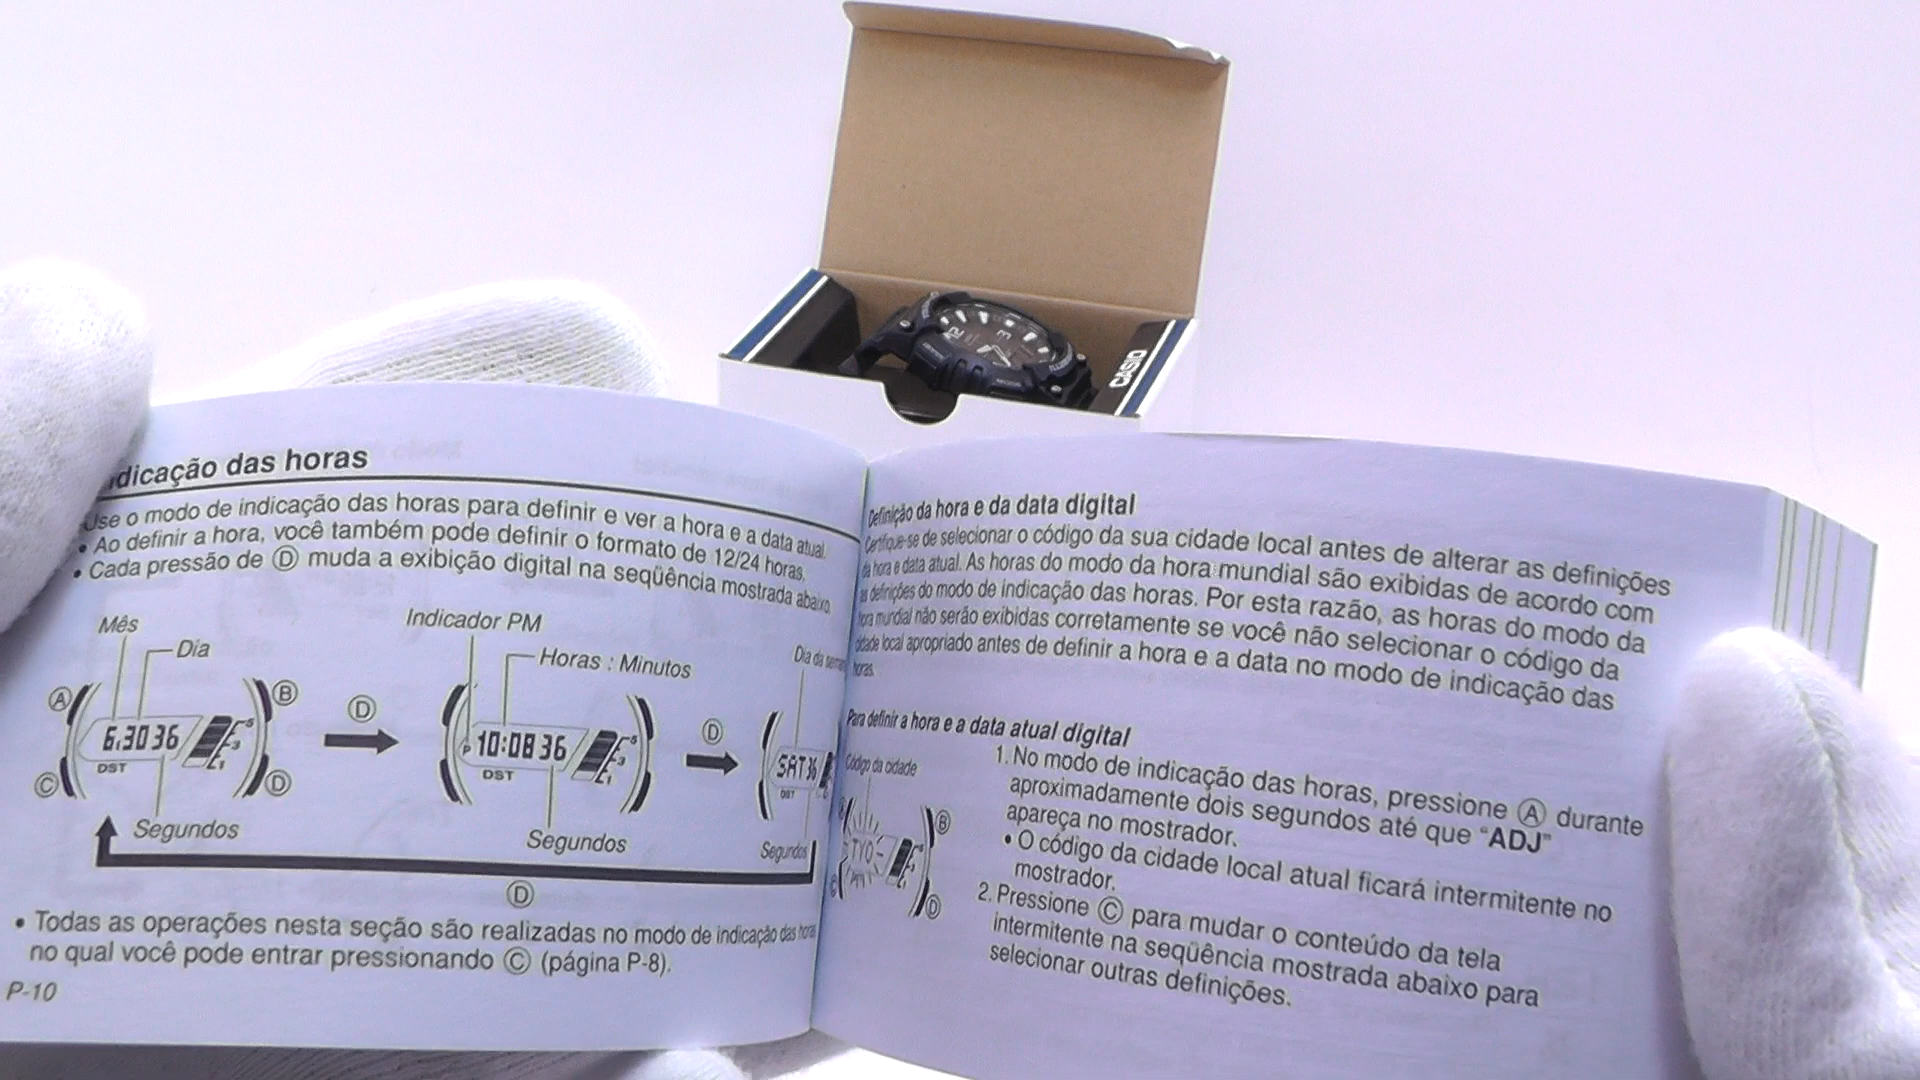 CASIO
dicação das horas
Use o modo de indicação das horas para definir e ver a hora e a data atual.
• Ao definir a hora, você também pode definir o formato de 12/24 horas.
• Cada pressão de Ⓓ muda a exibição digital na seqüência mostrada abaixo.
Mês
Dia
Indicador PM
Horas : Minutos
Dia da semana
Ⓐ
Ⓑ
Ⓓ
Ⓓ
6.30 36
P 10:08 36
SAT 36
DST
DST
DST
5
3
1
5
3
1
Ⓒ
Ⓓ
Segundos
Segundos
Segundos
Ⓓ
• Todas as operações nesta seção são realizadas no modo de indicação das horas
no qual você pode entrar pressionando Ⓒ (página P-8).
P-10
Definição da hora e da data digital
Certifique-se de selecionar o código da sua cidade local antes de alterar as definições
da hora e data atual. As horas do modo da hora mundial são exibidas de acordo com
as definições do modo de indicação das horas. Por esta razão, as horas do modo da
hora mundial não serão exibidas corretamente se você não selecionar o código da
cidade local apropriado antes de definir a hora e a data no modo de indicação das
horas.
Para definir a hora e a data atual digital
Código da cidade
Ⓑ
TYO
Ⓓ
1. No modo de indicação das horas, pressione Ⓐ durante
aproximadamente dois segundos até que “ADJ”
apareça no mostrador.
• O código da cidade local atual ficará intermitente no
mostrador.
2. Pressione Ⓒ para mudar o conteúdo da tela
intermitente na seqüência mostrada abaixo para
selecionar outras definições.